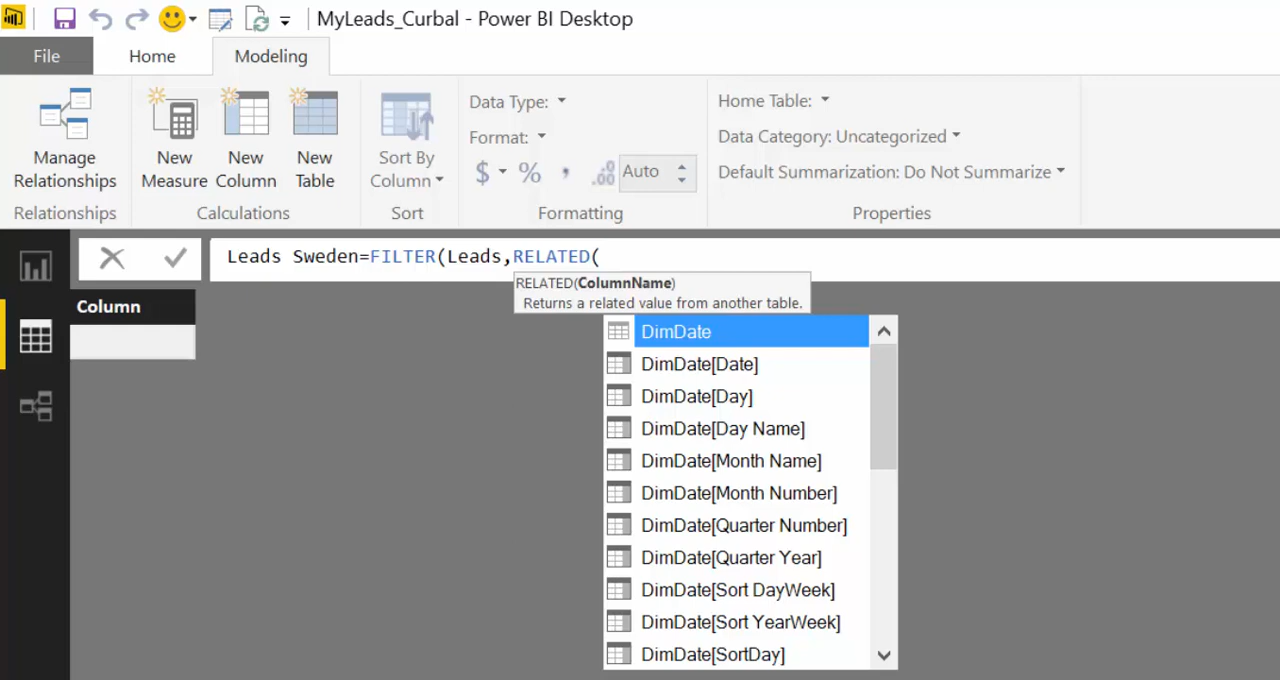 MyLeads_Curbal - Power BI Desktop
File Home Modeling
Manage Relationships
New Measure
New Column
New Table
Sort By Column
Data Type:
Format:
$ % , .00 Auto
Home Table:
Data Category: Uncategorized
Default Summarization: Do Not Summarize
Relationships Calculations Sort Formatting Properties
Leads Sweden=FILTER(Leads,RELATED(
RELATED(ColumnName)
Returns a related value from another table.
Column
DimDate
DimDate[Date]
DimDate[Day]
DimDate[Day Name]
DimDate[Month Name]
DimDate[Month Number]
DimDate[Quarter Number]
DimDate[Quarter Year]
DimDate[Sort DayWeek]
DimDate[Sort YearWeek]
DimDate[SortDay]